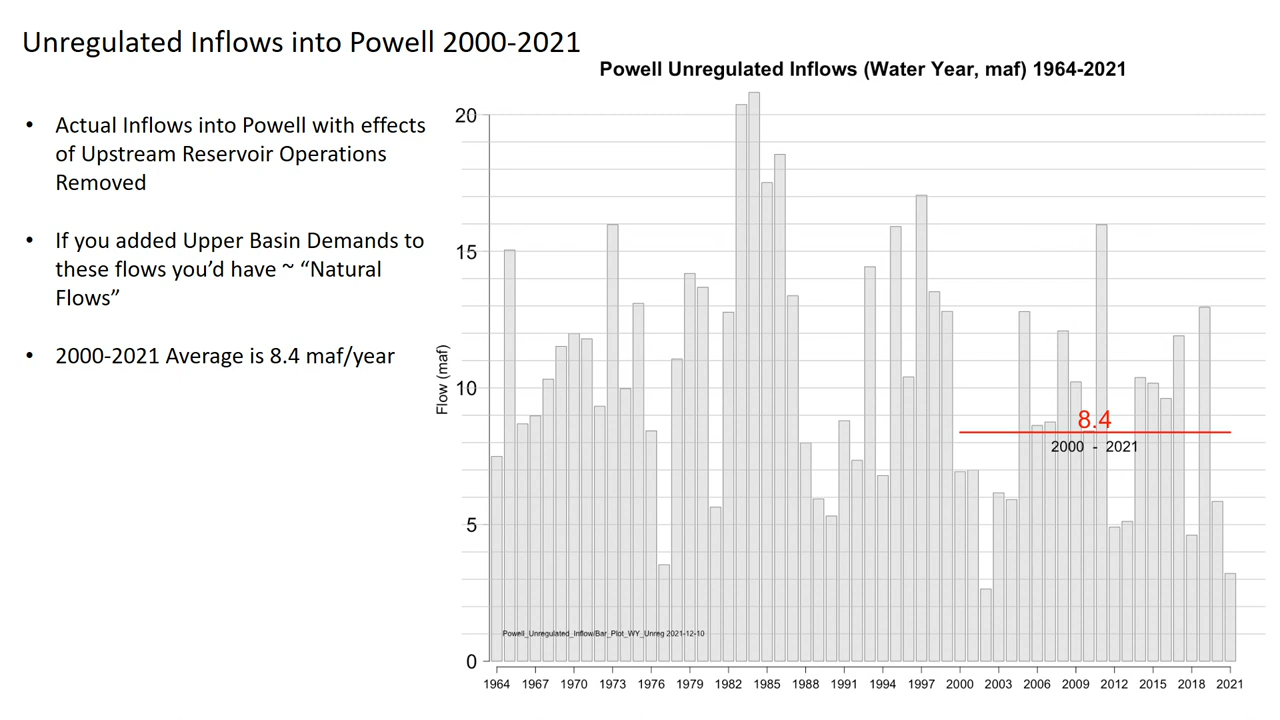 Unregulated Inflows into Powell 2000-2021
Powell Unregulated Inflows (Water Year, maf) 1964-2021
• Actual Inflows into Powell with effects
of Upstream Reservoir Operations
Removed
• If you added Upper Basin Demands to
these flows you’d have ~ “Natural
Flows”
• 2000-2021 Average is 8.4 maf/year
Flow (maf)
20
15
10
5
0
8.4
2000 - 2021
Powell_Unregulated_Inflow/Bar_Plot_WY_Unreg 2021-12-10
1964 1967 1970 1973 1976 1979 1982 1985 1988 1991 1994 1997 2000 2003 2006 2009 2012 2015 2018 2021